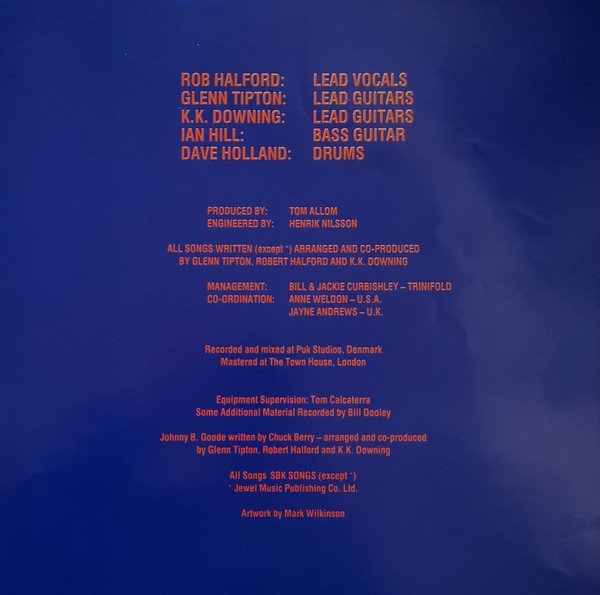 ROB HALFORD: LEAD VOCALS
GLENN TIPTON: LEAD GUITARS
K.K. DOWNING: LEAD GUITARS
IAN HILL: BASS GUITAR
DAVE HOLLAND: DRUMS
PRODUCED BY: TOM ALLOM
ENGINEERED BY: HENRIK NILSSON
ALL SONGS WRITTEN (except *) ARRANGED AND CO-PRODUCED
BY GLENN TIPTON, ROBERT HALFORD AND K.K. DOWNING
MANAGEMENT: BILL & JACKIE CURBISHLEY – TRINIFOLD
CO-ORDINATION: ANNE WELDON – U.S.A.
JAYNE ANDREWS – U.K.
Recorded and mixed at Puk Studios, Denmark
Mastered at The Town House, London
Equipment Supervision: Tom Calcaterra
Some Additional Material Recorded by Bill Dooley
Johnny B. Goode written by Chuck Berry – arranged and co-produced
by Glenn Tipton, Robert Halford and K.K. Downing
All Songs SBK SONGS (except *)
* Jewel Music Publishing Co. Ltd.
Artwork by Mark Wilkinson